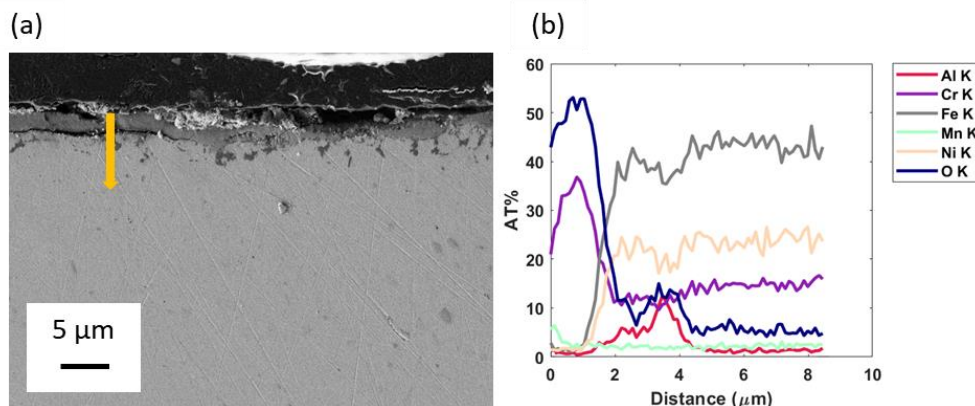 (a)
5 μm
(b)
60
50
40
30
20
10
0
AT%
0 2 4 6 8 10
Distance (μm)
Al K
Cr K
Fe K
Mn K
Ni K
O K